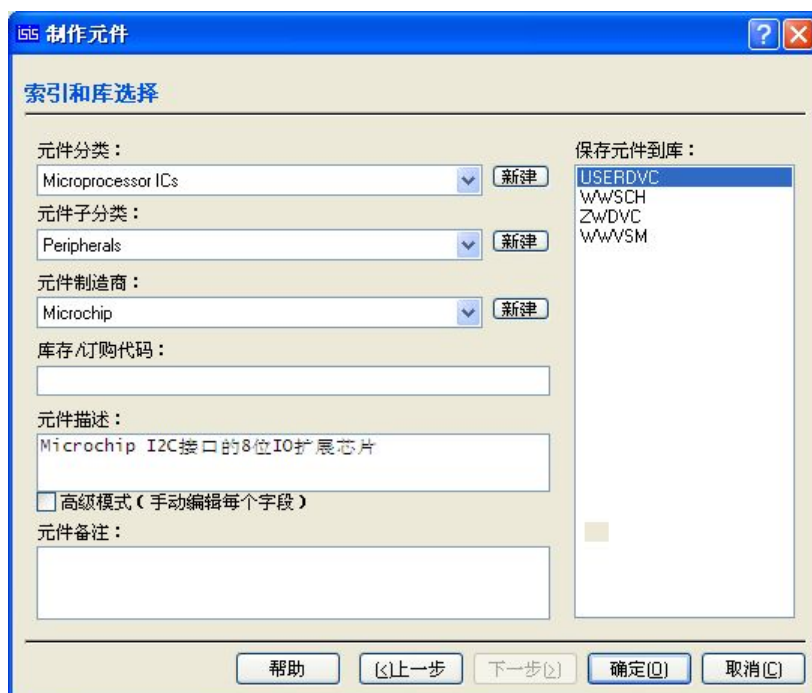 isis 制作元件
索引和库选择
元件分类：
Microprocessor ICs
新建
元件子分类：
Peripherals
新建
元件制造商：
Microchip
新建
库存/订购代码：
元件描述：
Microchip I2C接口的8位IO扩展芯片
高级模式（手动编辑每个字段）
元件备注：
保存元件到库：
USERDVC
WWSCH
ZWDVC
WWVSM
帮助
(<)上一步
下一步(>)
确定(O)
取消(C)